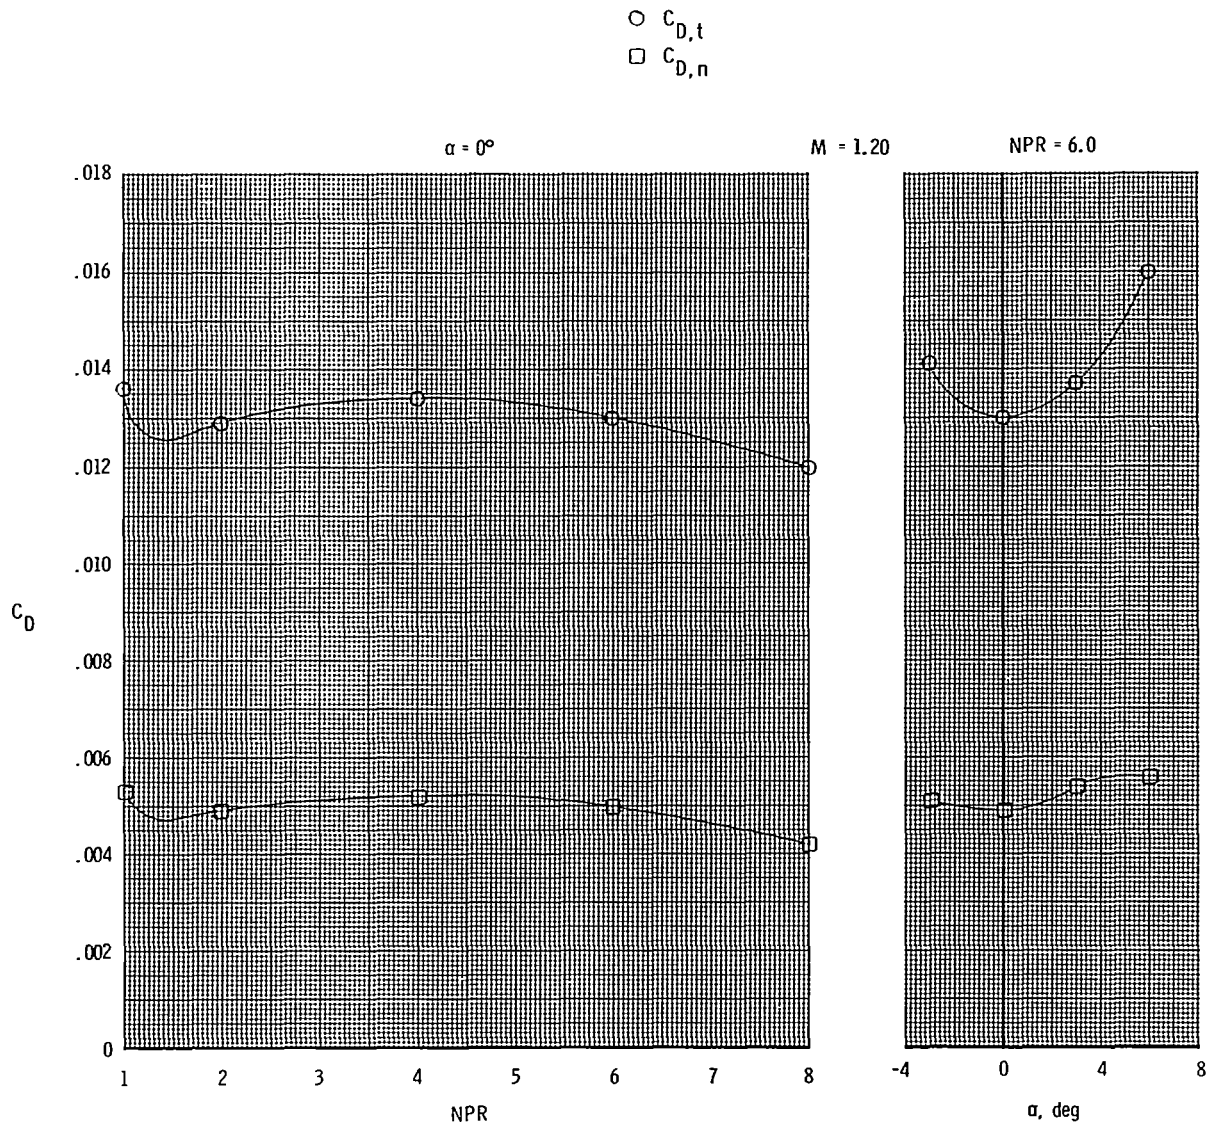 C_D,t
C_D,n
α = 0°
M = 1.20
NPR = 6.0
.018
.016
.014
.012
.010
.008
.006
.004
.002
0
C_D
1 2 3 4 5 6 7 8
NPR
-4 0 4 8
α, deg